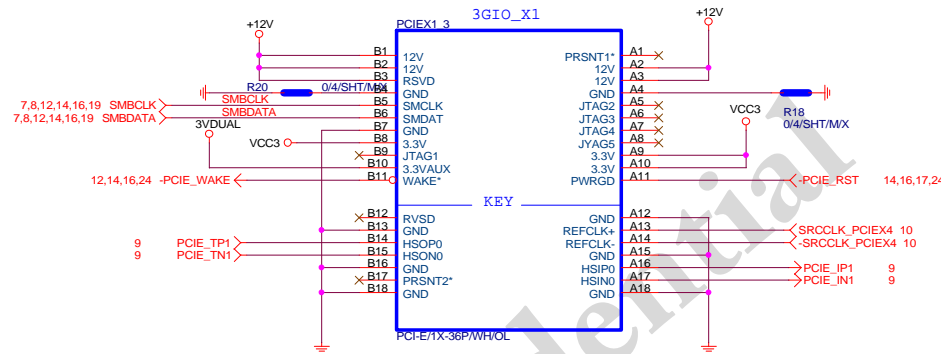 3GIO_X1
+12V
+12V
PCIEX1_3
B1 12V
B2 12V
B3 RSVD
R20 0/4/SHT/M/X
B4 GND
7,8,12,14,16,19 SMBCLK SMBCLK B5 SMCLK
7,8,12,14,16,19 SMBDATA SMBDATA B6 SMDAT
B7 GND
3VDUAL
VCC3 B8 3.3V
B9 JTAG1
B10 3.3VAUX
12,14,16,24 -PCIE_WAKE B11 WAKE*
KEY
B12 RVSD
B13 GND
9 PCIE_TP1 B14 HSOP0
9 PCIE_TN1 B15 HSON0
B16 GND
B17 PRSNT2*
B18 GND
PRSNT1* A1
12V A2
12V A3
GND A4
R18
0/4/SHT/M/X
JTAG2 A5
JTAG3 A6
JTAG4 A7
JYAG5 A8
VCC3
3.3V A9
3.3V A10
PWRGD A11 -PCIE_RST 14,16,17,24
GND A12
REFCLK+ A13 SRCCLK_PCIEX4 10
REFCLK- A14 -SRCCLK_PCIEX4 10
GND A15
HSIP0 A16 PCIE_IP1 9
HSIN0 A17 PCIE_IN1 9
GND A18
PCI-E/1X-36P/WH/OL